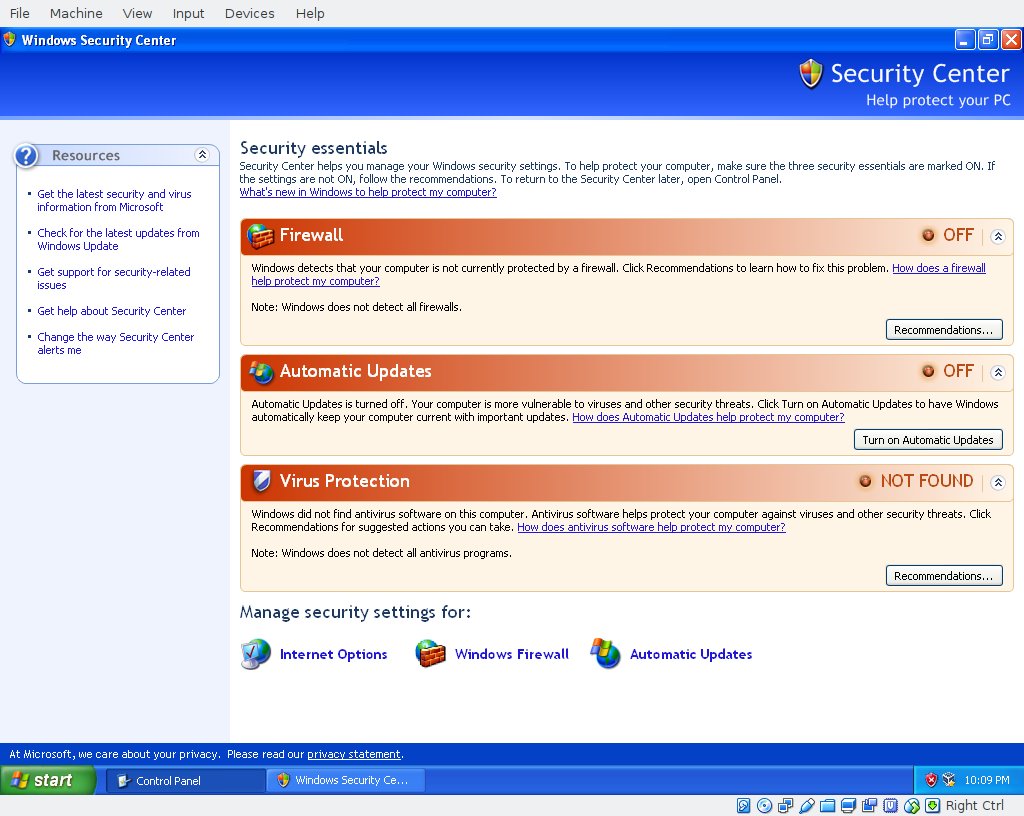 File Machine View Input Devices Help
Windows Security Center
Security Center
Help protect your PC
Resources
Get the latest security and virus
information from Microsoft
Check for the latest updates from
Windows Update
Get support for security-related
issues
Get help about Security Center
Change the way Security Center
alerts me
Security essentials
Security Center helps you manage your Windows security settings. To help protect your computer, make sure the three security essentials are marked ON. If
the settings are not ON, follow the recommendations. To return to the Security Center later, open Control Panel.
What's new in Windows to help protect my computer?
Firewall OFF
Windows detects that your computer is not currently protected by a firewall. Click Recommendations to learn how to fix this problem. How does a firewall
help protect my computer?
Note: Windows does not detect all firewalls.
Recommendations...
Automatic Updates OFF
Automatic Updates is turned off. Your computer is more vulnerable to viruses and other security threats. Click Turn on Automatic Updates to have Windows
automatically keep your computer current with important updates. How does Automatic Updates help protect my computer?
Turn on Automatic Updates
Virus Protection NOT FOUND
Windows did not find antivirus software on this computer. Antivirus software helps protect your computer against viruses and other security threats. Click
Recommendations for suggested actions you can take. How does antivirus software help protect my computer?
Note: Windows does not detect all antivirus programs.
Recommendations...
Manage security settings for:
Internet Options Windows Firewall Automatic Updates
At Microsoft, we care about your privacy. Please read our privacy statement.
start Control Panel Windows Security Ce... 10:09 PM
Right Ctrl